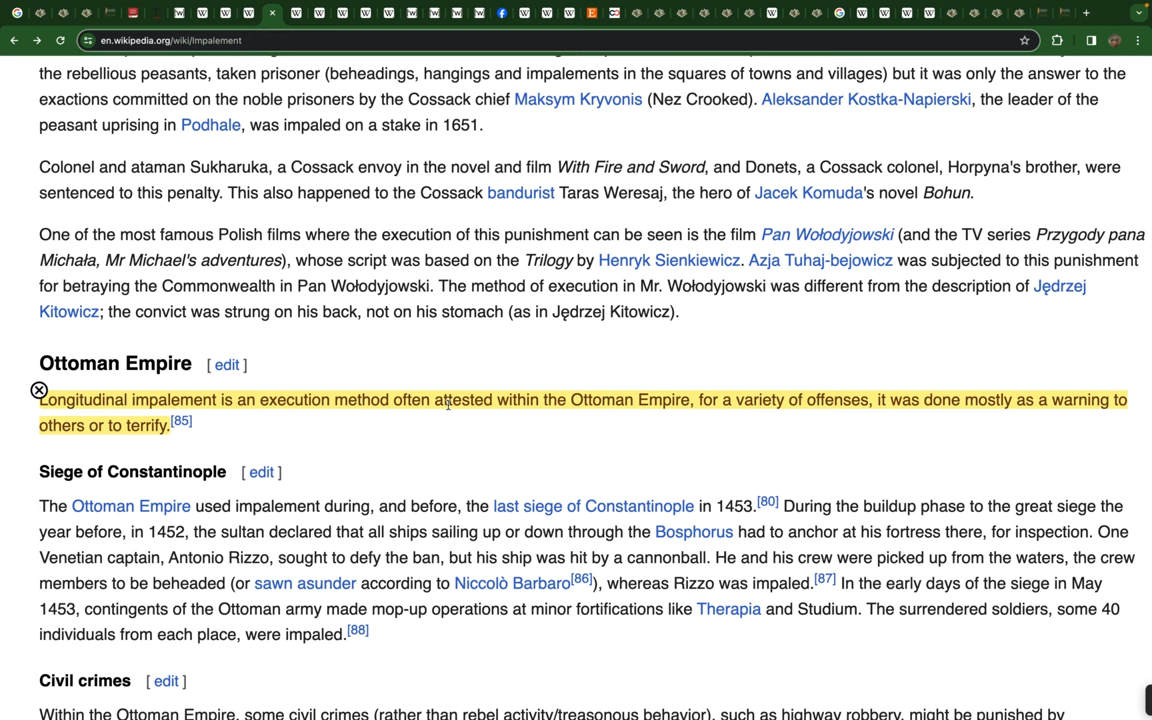 en.wikipedia.org/wiki/Impalement
the rebellious peasants, taken prisoner (beheadings, hangings and impalements in the squares of towns and villages) but it was only the answer to the
exactions committed on the noble prisoners by the Cossack chief Maksym Kryvonis (Nez Crooked). Aleksander Kostka-Napierski, the leader of the
peasant uprising in Podhale, was impaled on a stake in 1651.
Colonel and ataman Sukharuka, a Cossack envoy in the novel and film With Fire and Sword, and Donets, a Cossack colonel, Horpyna's brother, were
sentenced to this penalty. This also happened to the Cossack bandurist Taras Weresaj, the hero of Jacek Komuda's novel Bohun.
One of the most famous Polish films where the execution of this punishment can be seen is the film Pan Wołodyjowski (and the TV series Przygody pana
Michała, Mr Michael's adventures), whose script was based on the Trilogy by Henryk Sienkiewicz. Azja Tuhaj-bejowicz was subjected to this punishment
for betraying the Commonwealth in Pan Wołodyjowski. The method of execution in Mr. Wołodyjowski was different from the description of Jędrzej
Kitowicz; the convict was strung on his back, not on his stomach (as in Jędrzej Kitowicz).
Ottoman Empire [ edit ]
Longitudinal impalement is an execution method often attested within the Ottoman Empire, for a variety of offenses, it was done mostly as a warning to
others or to terrify.[85]
Siege of Constantinople [ edit ]
The Ottoman Empire used impalement during, and before, the last siege of Constantinople in 1453.[80] During the buildup phase to the great siege the
year before, in 1452, the sultan declared that all ships sailing up or down through the Bosphorus had to anchor at his fortress there, for inspection. One
Venetian captain, Antonio Rizzo, sought to defy the ban, but his ship was hit by a cannonball. He and his crew were picked up from the waters, the crew
members to be beheaded (or sawn asunder according to Niccolò Barbaro[86]), whereas Rizzo was impaled.[87] In the early days of the siege in May
1453, contingents of the Ottoman army made mop-up operations at minor fortifications like Therapia and Studium. The surrendered soldiers, some 40
individuals from each place, were impaled.[88]
Civil crimes [ edit ]
Within the Ottoman Empire, some civil crimes (rather than rebel activity/treasonous behavior), such as highway robbery, might be punished by